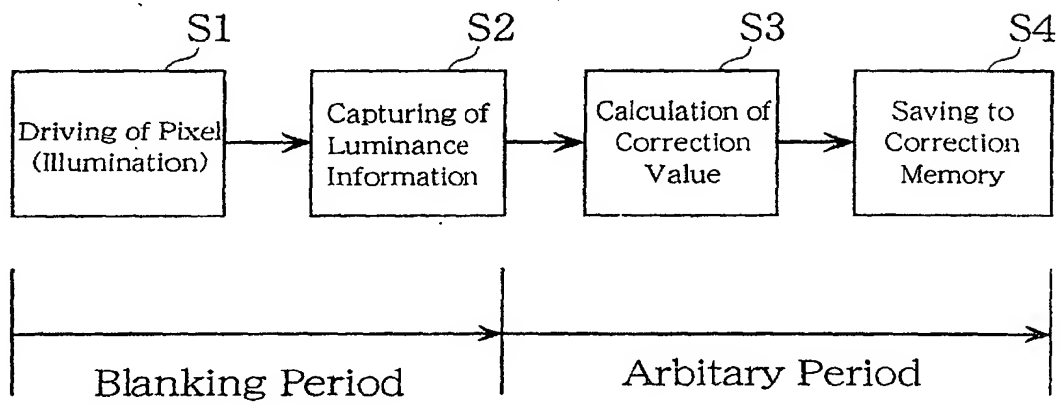 S1
S2
S3
S4
Driving of Pixel
(Illumination)
Capturing of
Luminance
Information
Calculation of
Correction
Value
Saving to
Correction
Memory
Blanking Period
Arbitary Period